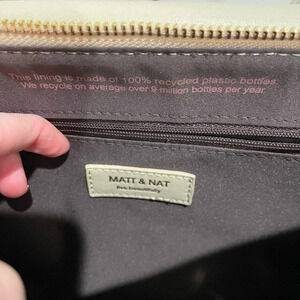 This lining is made of 100% recycled plastic bottles.
We recycle on average over 9 million bottles per year.
MATT & NAT
live beautifully